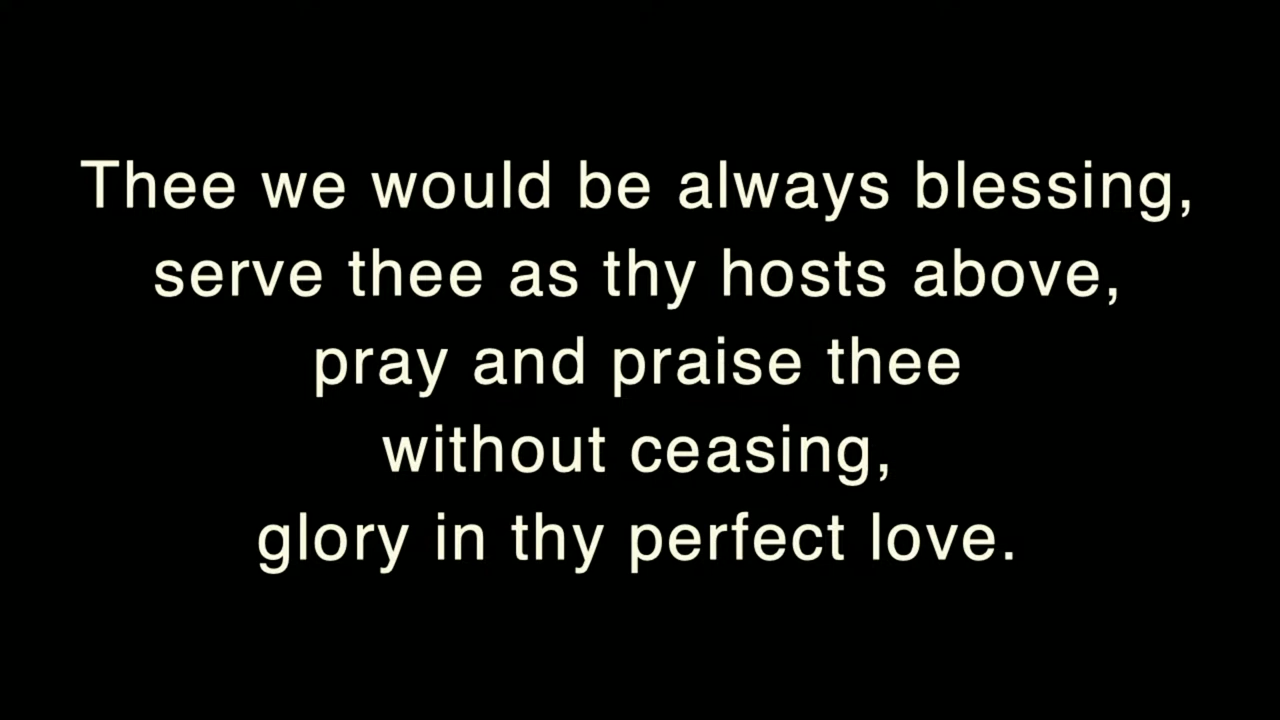 Thee we would be always blessing,
serve thee as thy hosts above,
pray and praise thee
without ceasing,
glory in thy perfect love.